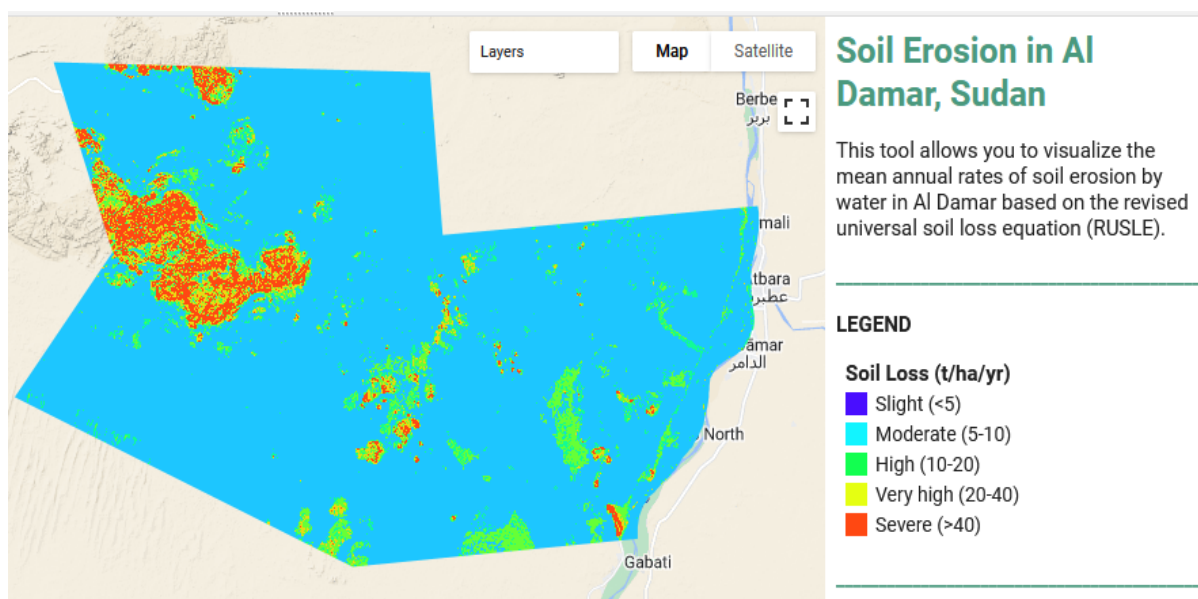 Layers
Map
Satellite
Berbe
بربر
mali
tbara
عطبرة
āmar
الدامر
North
Gabati
Soil Erosion in Al
Damar, Sudan
This tool allows you to visualize the
mean annual rates of soil erosion by
water in Al Damar based on the revised
universal soil loss equation (RUSLE).
LEGEND
Soil Loss (t/ha/yr)
Slight (<5)
Moderate (5-10)
High (10-20)
Very high (20-40)
Severe (>40)